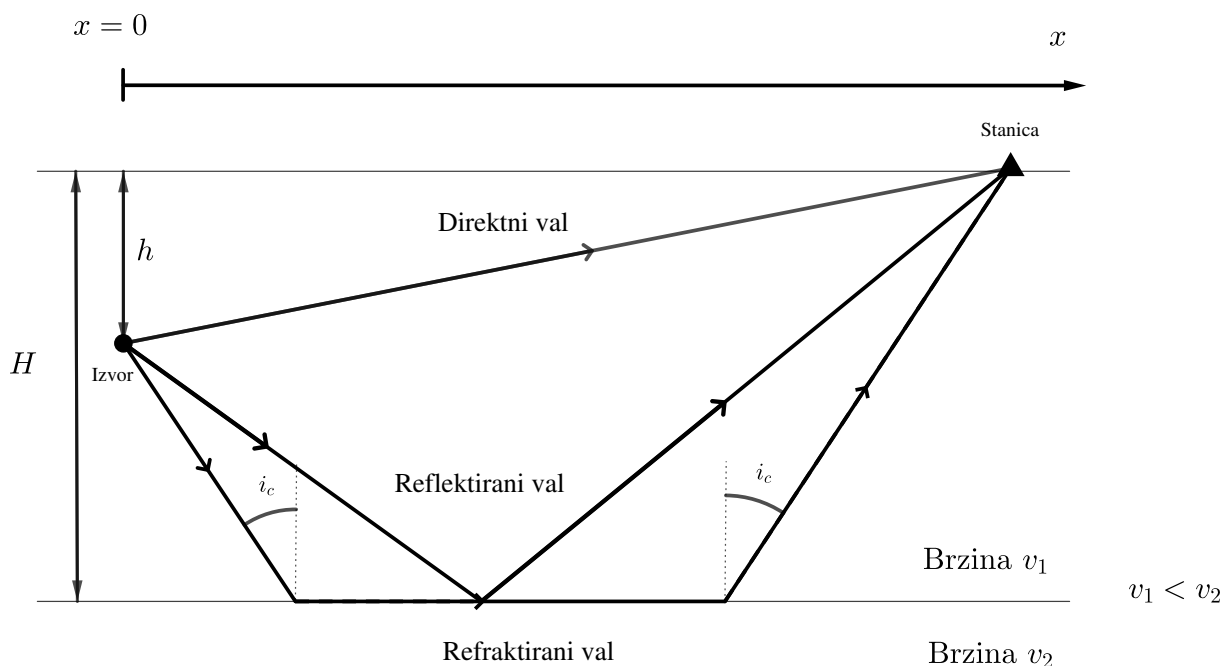 x = 0
x
Stanica
Direktni val
h
H
Izvor
i_c
i_c
Reflektirani val
Brzina v_1
v_1 < v_2
Refraktirani val
Brzina v_2